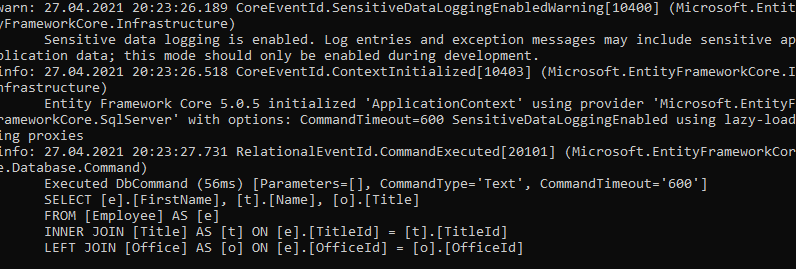 warn: 27.04.2021 20:23:26.189 CoreEventId.SensitiveDataLoggingEnabledWarning[10400] (Microsoft.Entit
yFrameworkCore.Infrastructure)
Sensitive data logging is enabled. Log entries and exception messages may include sensitive ap
plication data; this mode should only be enabled during development.
info: 27.04.2021 20:23:26.518 CoreEventId.ContextInitialized[10403] (Microsoft.EntityFrameworkCore.I
nfrastructure)
Entity Framework Core 5.0.5 initialized 'ApplicationContext' using provider 'Microsoft.EntityF
rameworkCore.SqlServer' with options: CommandTimeout=600 SensitiveDataLoggingEnabled using lazy-load
ing proxies
info: 27.04.2021 20:23:27.731 RelationalEventId.CommandExecuted[20101] (Microsoft.EntityFrameworkCor
e.Database.Command)
Executed DbCommand (56ms) [Parameters=[], CommandType='Text', CommandTimeout='600']
SELECT [e].[FirstName], [t].[Name], [o].[Title]
FROM [Employee] AS [e]
INNER JOIN [Title] AS [t] ON [e].[TitleId] = [t].[TitleId]
LEFT JOIN [Office] AS [o] ON [e].[OfficeId] = [o].[OfficeId]